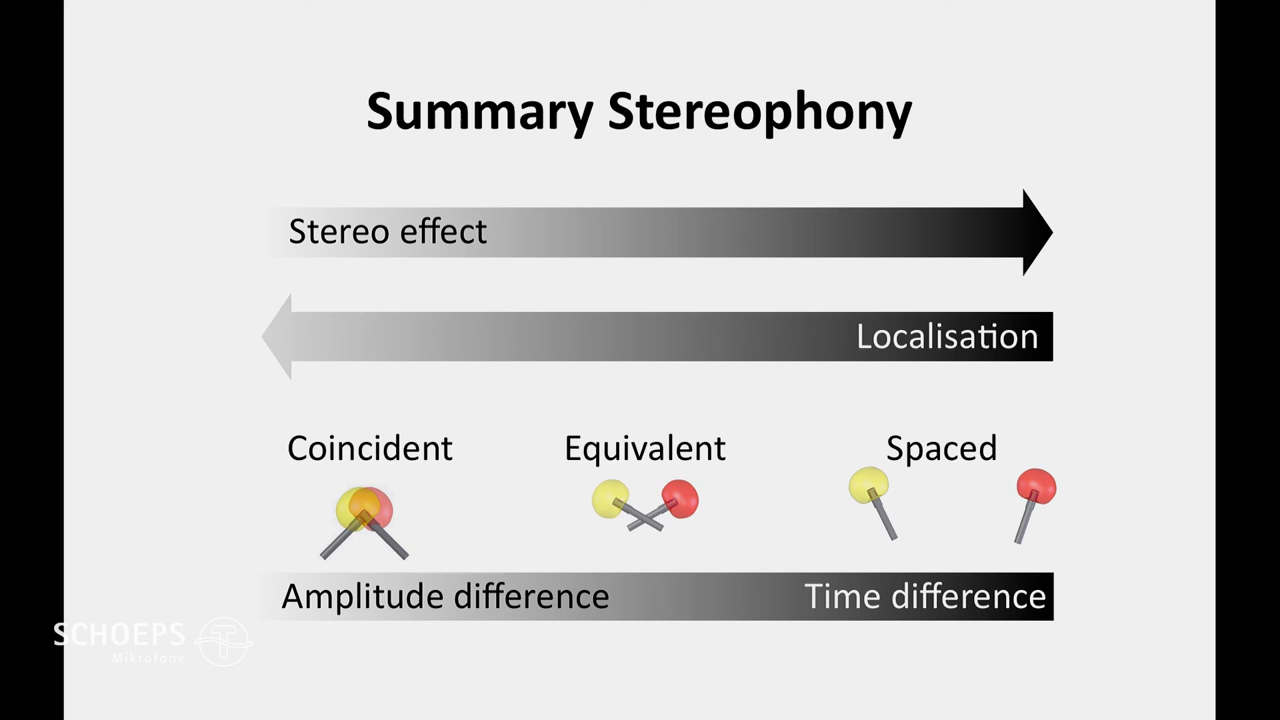 Summary Stereophony
Stereo effect
Localisation
Coincident
Equivalent
Spaced
Amplitude difference
Time difference
SCHOEPS
Mikrofone